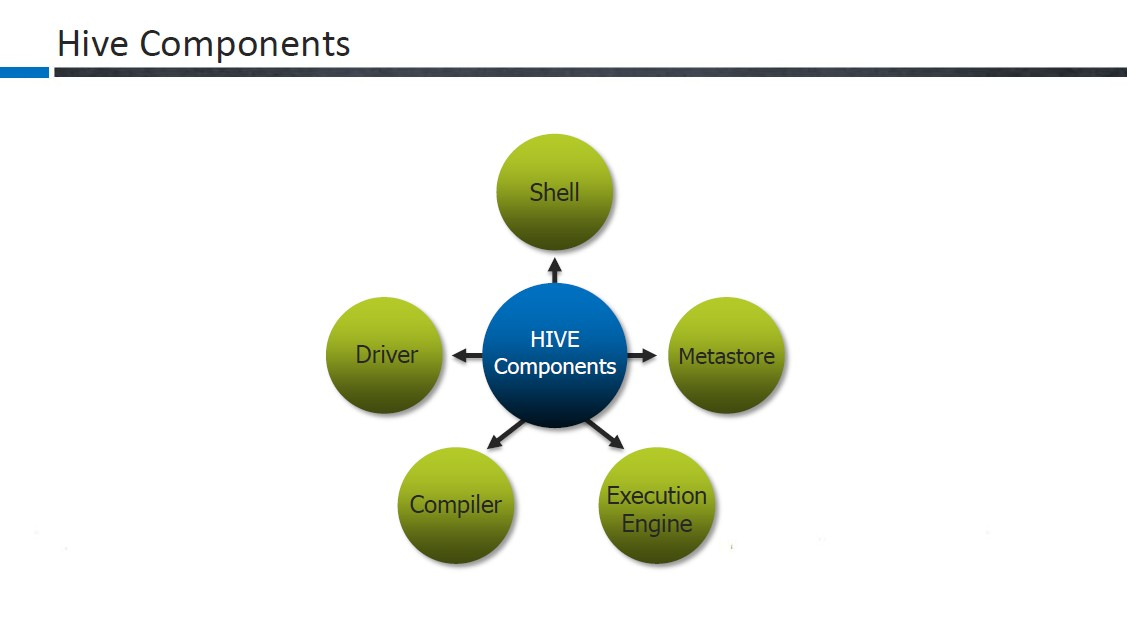 Hive Components
Shell
HIVE
Components
Driver
Metastore
Compiler
Execution
Engine